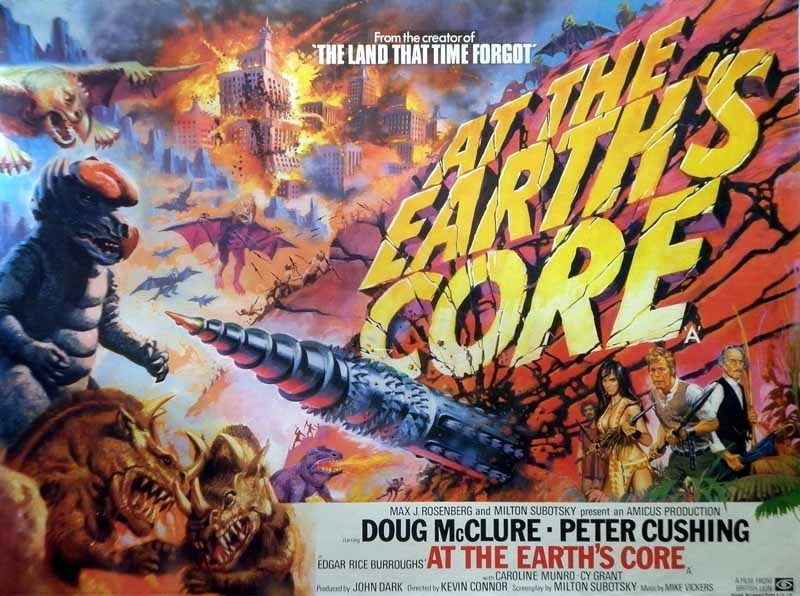 From the creator of
"THE LAND THAT TIME FORGOT"
AT THE
EARTH'S
CORE
A
MAX J. ROSENBERG and MILTON SUBOTSKY present an AMICUS PRODUCTION
starring DOUG McCLURE · PETER CUSHING
in EDGAR RICE BURROUGHS' AT THE EARTH'S CORE A
with CAROLINE MUNRO · CY GRANT
Produced by JOHN DARK Directed by KEVIN CONNOR Screenplay by MILTON SUBOTSKY Music by MIKE VICKERS
A FILM FROM
BRITISH LION